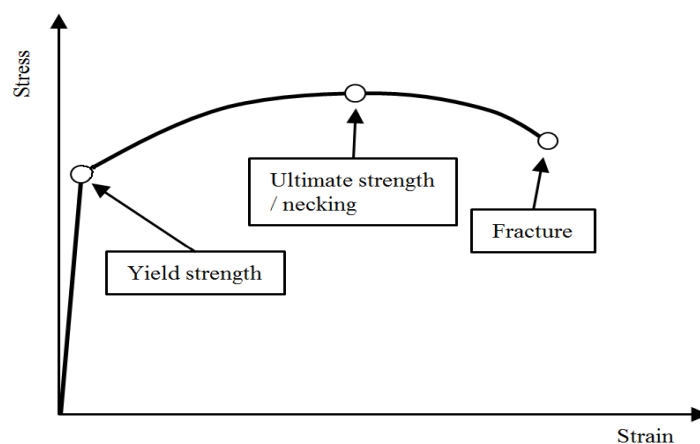 Stress
Ultimate strength
/ necking
Fracture
Yield strength
Strain